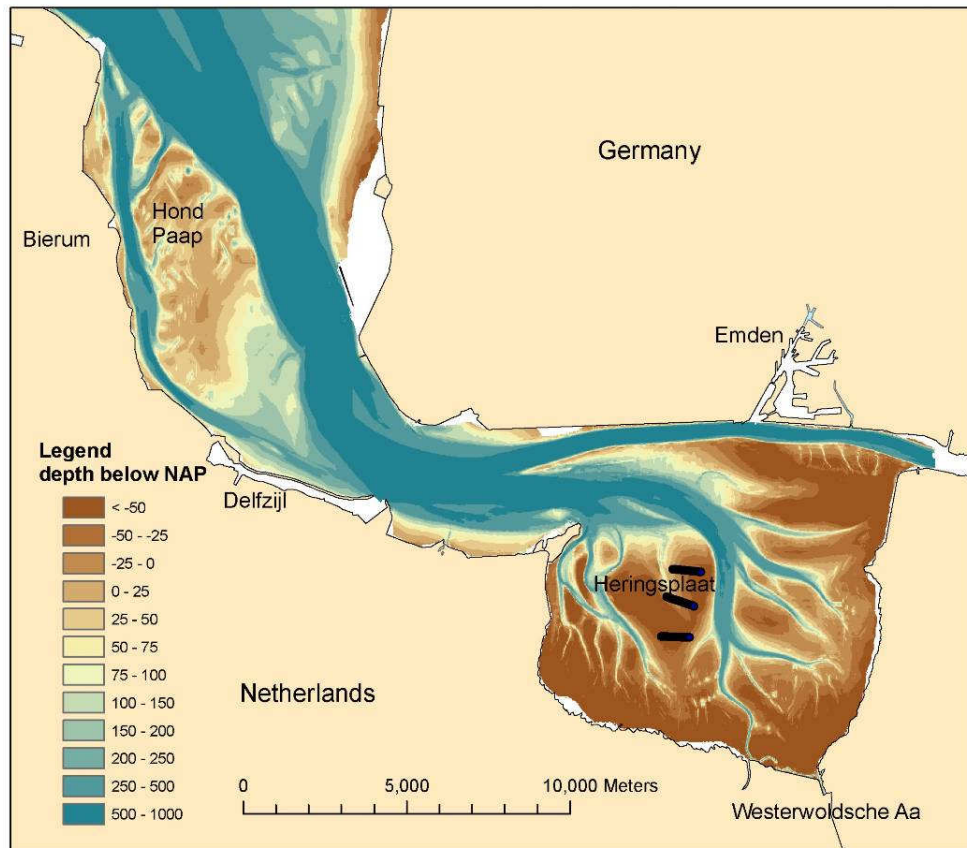 Germany
Hond
Paap
Bierum
Emden
Legend
depth below NAP
< -50
-50 - -25
-25 - 0
0 - 25
25 - 50
50 - 75
75 - 100
100 - 150
150 - 200
200 - 250
250 - 500
500 - 1000
Delfzijl
Heringsplaat
Netherlands
0 5,000 10,000 Meters
Westerwoldsche Aa